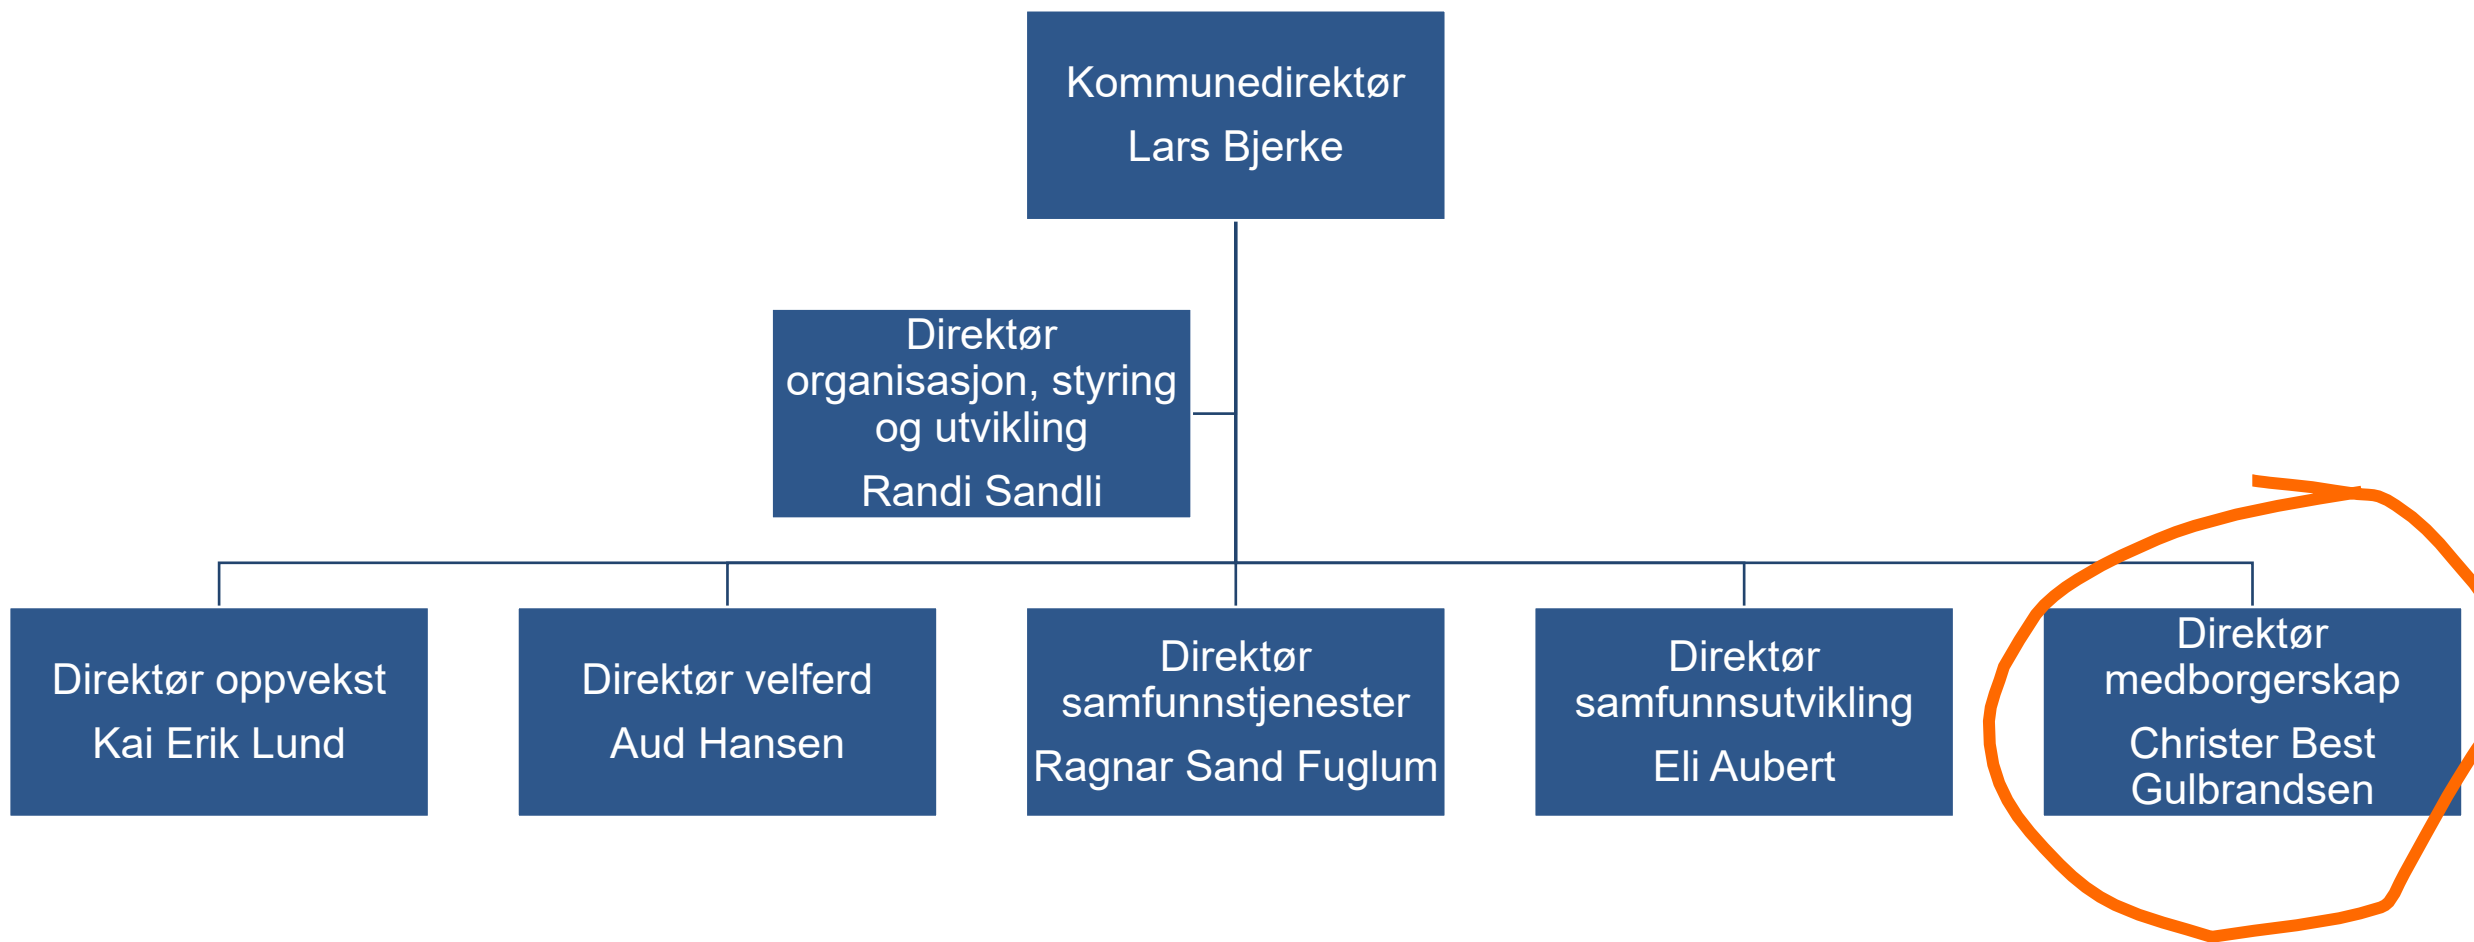 Kommunedirektør
Lars Bjerke
Direktør
organisasjon, styring
og utvikling
Randi Sandli
Direktør oppvekst
Kai Erik Lund
Direktør velferd
Aud Hansen
Direktør
samfunnstjenester
Ragnar Sand Fuglum
Direktør
samfunnsutvikling
Eli Aubert
Direktør
medborgerskap
Christer Best
Gulbrandsen